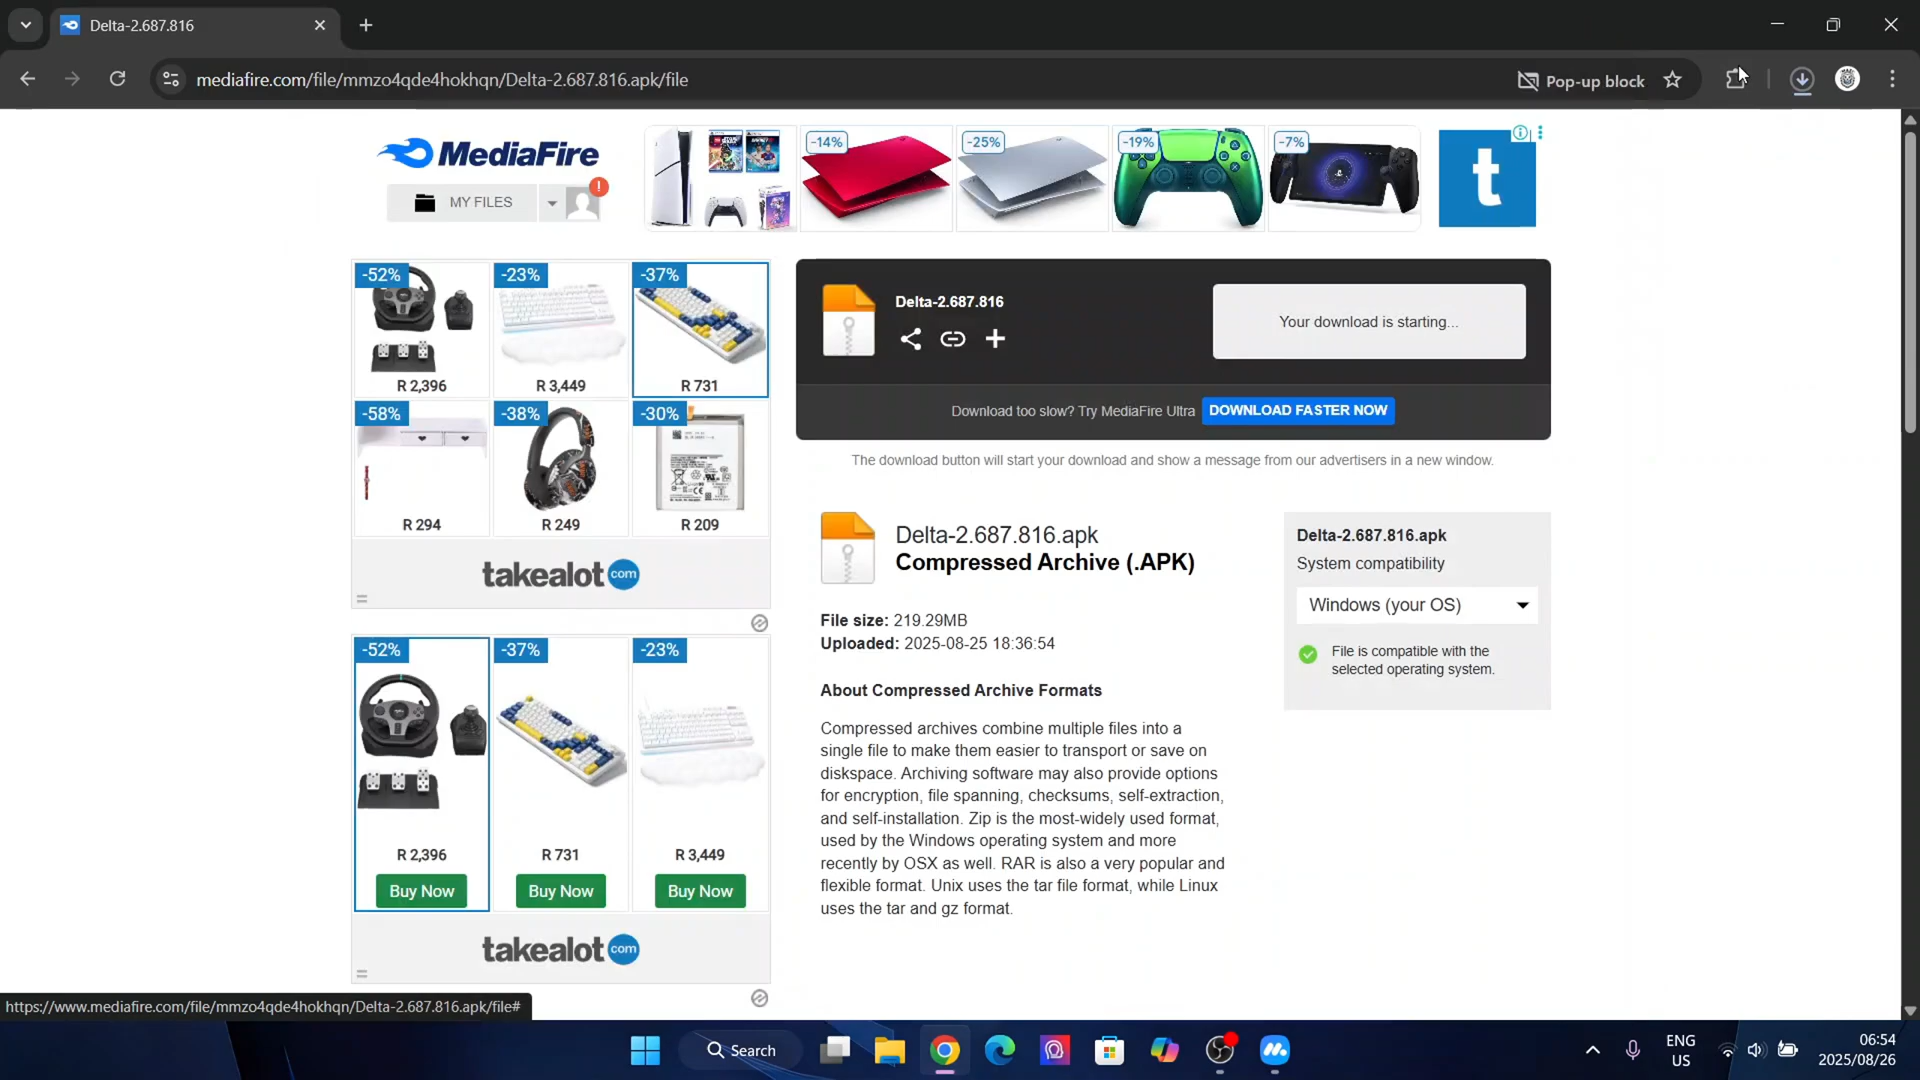 Delta-2.687.816
mediafire.com/file/mmzo4qde4hokhqn/Delta-2.687.816.apk/file
Pop-up block
MediaFire
MY FILES
!
-14%
-25%
-19%
-7%
t
-52%
-23%
-37%
R 2,396
R 3,449
R 731
-58%
-38%
-30%
R 294
R 249
R 209
takealot com
-52%
-37%
-23%
R 2,396
R 731
R 3,449
Buy Now
Buy Now
Buy Now
takealot com
Delta-2.687.816
Your download is starting...
Download too slow? Try MediaFire Ultra
DOWNLOAD FASTER NOW
The download button will start your download and show a message from our advertisers in a new window.
Delta-2.687.816.apk
Compressed Archive (.APK)
File size: 219.29MB
Uploaded: 2025-08-25 18:36:54
About Compressed Archive Formats
Compressed archives combine multiple files into a
single file to make them easier to transport or save on
diskspace. Archiving software may also provide options
for encryption, file spanning, checksums, self-extraction,
and self-installation. Zip is the most-widely used format,
used by the Windows operating system and more
recently by OSX as well. RAR is also a very popular and
flexible format. Unix uses the tar file format, while Linux
uses the tar and gz format.
Delta-2.687.816.apk
System compatibility
Windows (your OS)
File is compatible with the
selected operating system.
https://www.mediafire.com/file/mmzo4qde4hokhqn/Delta-2.687.816.apk/file#
Search
ENG
US
06:54
2025/08/26